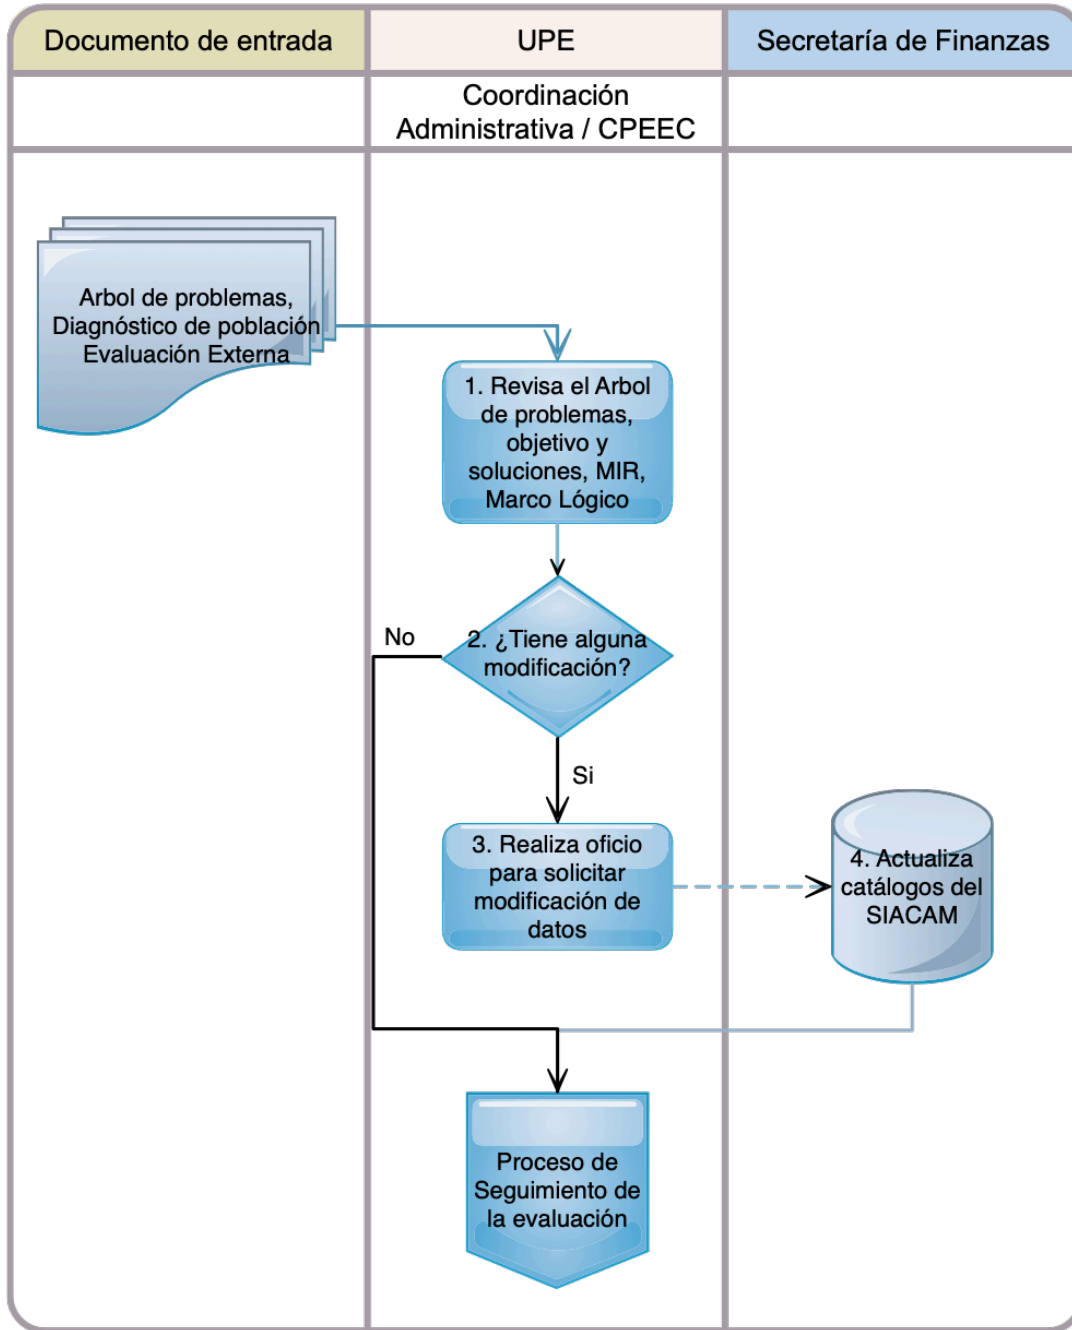 Documento de entrada
UPE
Secretaría de Finanzas
Coordinación
Administrativa / CPEEC
Arbol de problemas,
Diagnóstico de población
Evaluación Externa
1. Revisa el Arbol
de problemas,
objetivo y
soluciones, MIR,
Marco Lógico
No
2. ¿Tiene alguna
modificación?
Si
3. Realiza oficio
para solicitar
modificación de
datos
4. Actualiza
catálogos del
SIACAM
Proceso de
Seguimiento de
la evaluación